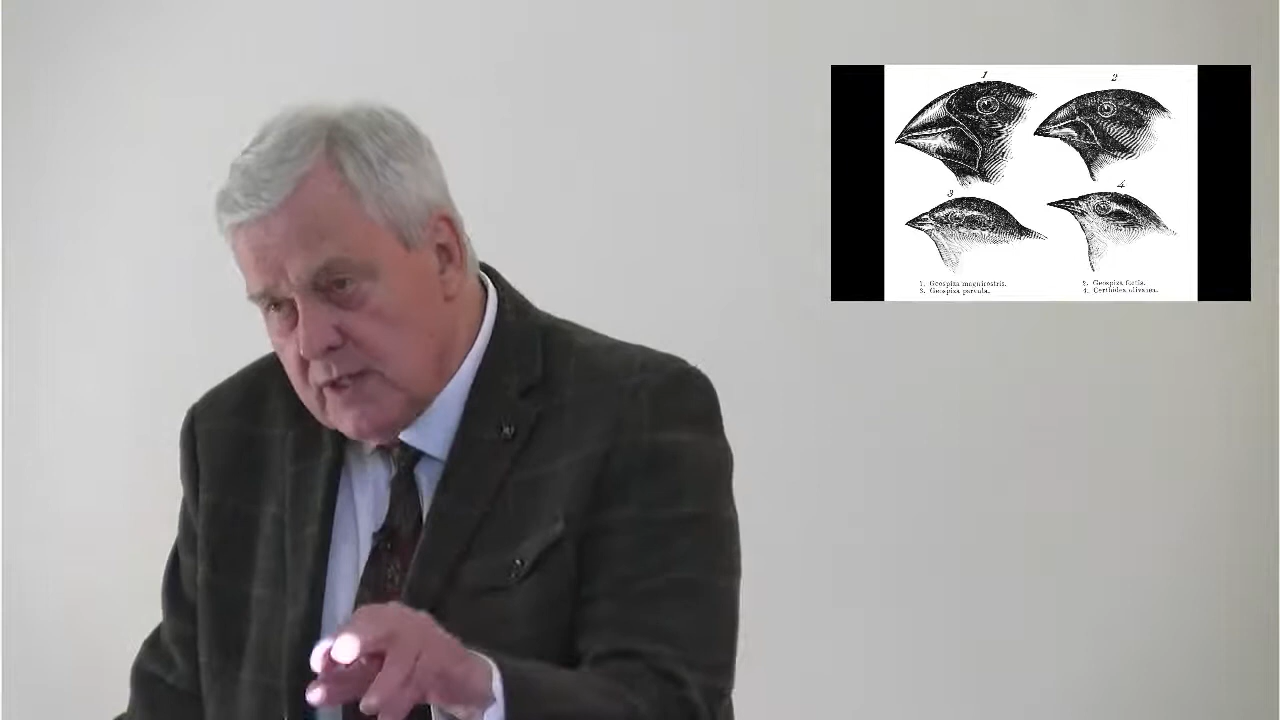 1
2
3
4
1. Geospiza magnirostris.
2. Geospiza fortis.
3. Geospiza parvula.
4. Certhidea olivacea.